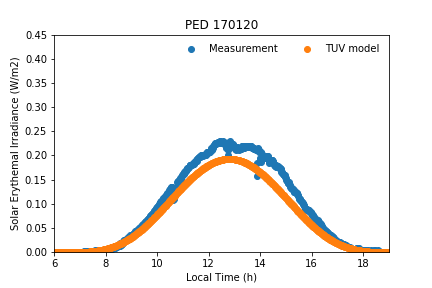 PED 170120
Measurement
TUV model
Solar Erythemal Irradiance (W/m2)
0.45
0.40
0.35
0.30
0.25
0.20
0.15
0.10
0.05
0.00
6 8 10 12 14 16 18
Local Time (h)